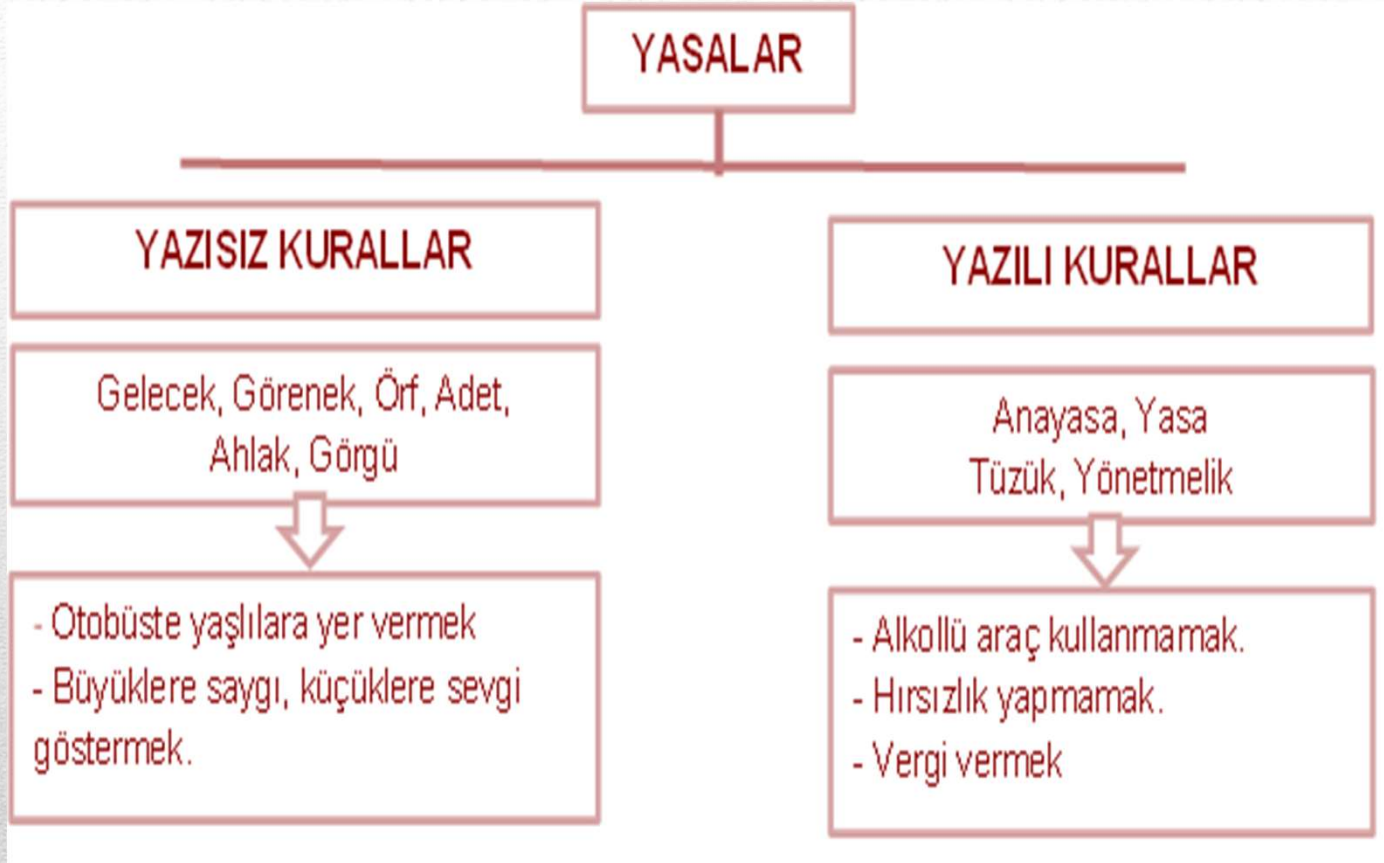 YASALAR
YAZISIZ KURALLAR
Gelecek, Görenek, Örf, Adet,
Ahlak, Görgü
- Otobüste yaşlılara yer vermek
- Büyüklere saygı, küçüklere sevgi
göstermek.
YAZILI KURALLAR
Anayasa, Yasa
Tüzük, Yönetmelik
- Alkollü araç kullanmamak.
- Hırsızlık yapmamak.
- Vergi vermek